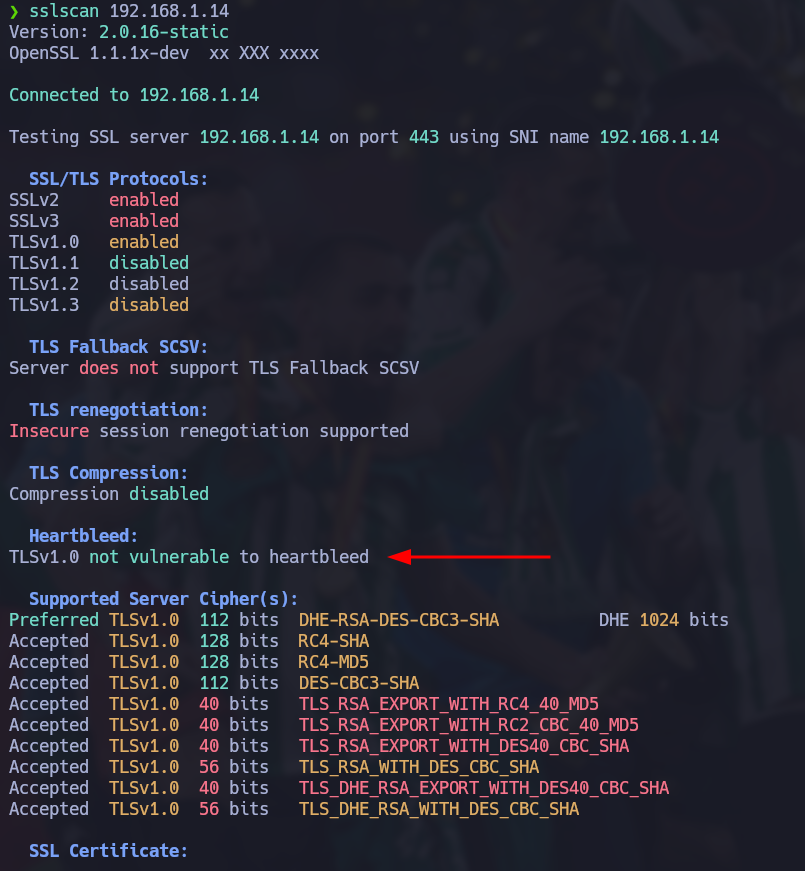 ❯ sslscan 192.168.1.14
Version: 2.0.16-static
OpenSSL 1.1.1x-dev  xx XXX xxxx
Connected to 192.168.1.14
Testing SSL server 192.168.1.14 on port 443 using SNI name 192.168.1.14
SSL/TLS Protocols:
SSLv2     enabled
SSLv3     enabled
TLSv1.0   enabled
TLSv1.1   disabled
TLSv1.2   disabled
TLSv1.3   disabled
TLS Fallback SCSV:
Server does not support TLS Fallback SCSV
TLS renegotiation:
Insecure session renegotiation supported
TLS Compression:
Compression disabled
Heartbleed:
TLSv1.0 not vulnerable to heartbleed
Supported Server Cipher(s):
Preferred TLSv1.0  112 bits  DHE-RSA-DES-CBC3-SHA          DHE 1024 bits
Accepted  TLSv1.0  128 bits  RC4-SHA
Accepted  TLSv1.0  128 bits  RC4-MD5
Accepted  TLSv1.0  112 bits  DES-CBC3-SHA
Accepted  TLSv1.0  40 bits   TLS_RSA_EXPORT_WITH_RC4_40_MD5
Accepted  TLSv1.0  40 bits   TLS_RSA_EXPORT_WITH_RC2_CBC_40_MD5
Accepted  TLSv1.0  40 bits   TLS_RSA_EXPORT_WITH_DES40_CBC_SHA
Accepted  TLSv1.0  56 bits   TLS_RSA_WITH_DES_CBC_SHA
Accepted  TLSv1.0  40 bits   TLS_DHE_RSA_EXPORT_WITH_DES40_CBC_SHA
Accepted  TLSv1.0  56 bits   TLS_DHE_RSA_WITH_DES_CBC_SHA
SSL Certificate: